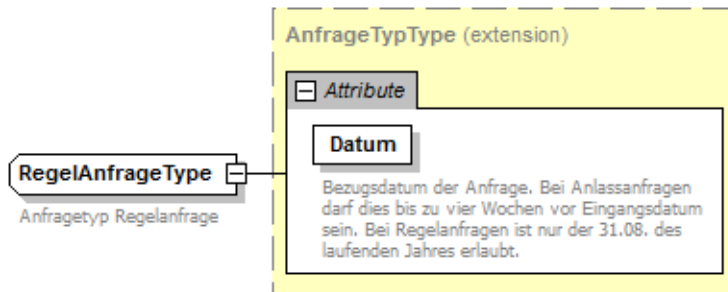 AnfrageTypType (extension)
Attribute
Datum
RegelAnfrageType
Bezugsdatum der Anfrage. Bei Anlassanfragen
darf dies bis zu vier Wochen vor Eingangsdatum
sein. Bei Regelanfragen ist nur der 31.08. des
laufenden Jahres erlaubt.
Anfragetyp Regelanfrage